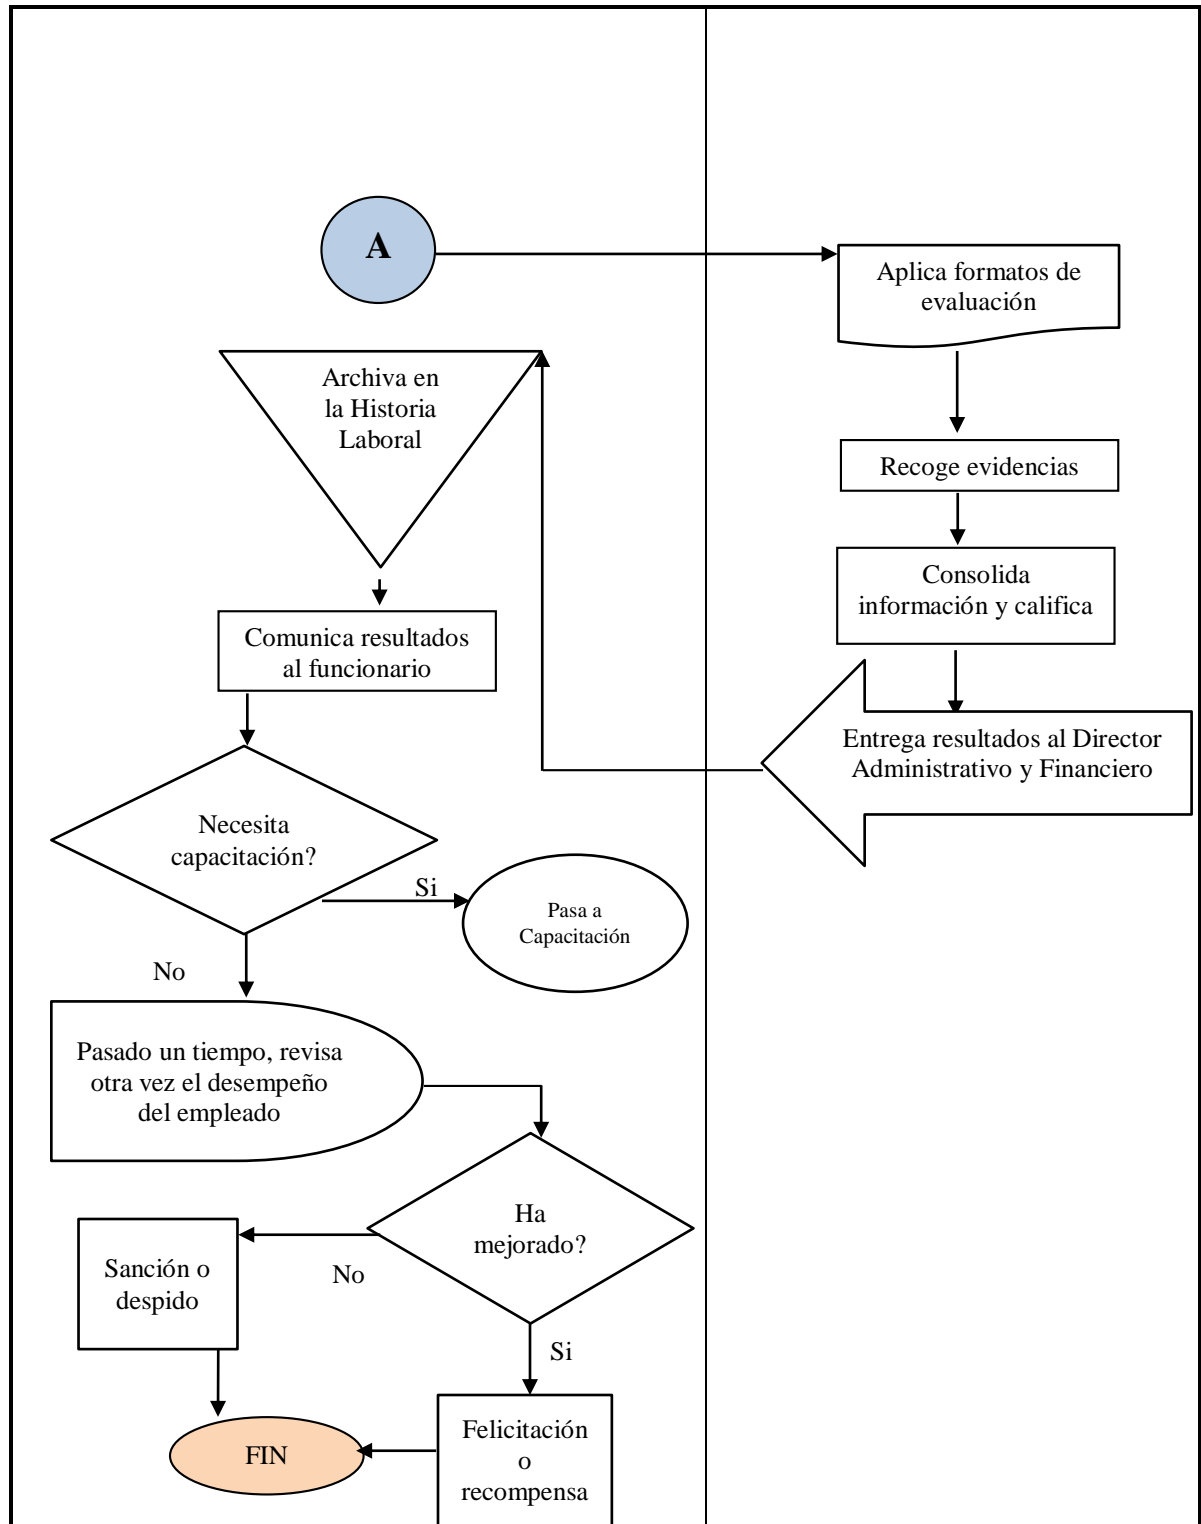 A
Aplica formatos de
evaluación
Archiva en
la Historia
Laboral
Recoge evidencias
Consolida
información y califica
Comunica resultados
al funcionario
Entrega resultados al Director
Administrativo y Financiero
Necesita
capacitación?
Si
Pasa a
Capacitación
No
Pasado un tiempo, revisa
otra vez el desempeño
del empleado
Ha
mejorado?
No
Sanción o
despido
Si
Felicitación
o
recompensa
FIN